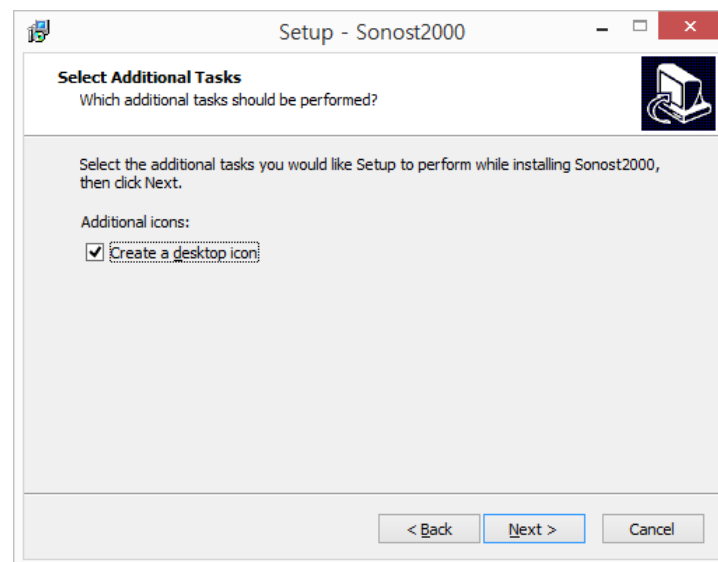 Setup - Sonost2000
Select Additional Tasks
Which additional tasks should be performed?
Select the additional tasks you would like Setup to perform while installing Sonost2000,
then click Next.
Additional icons:
Create a desktop icon
< Back Next > Cancel